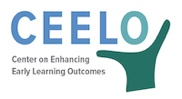 CEELO
Center on Enhancing
Early Learning Outcomes